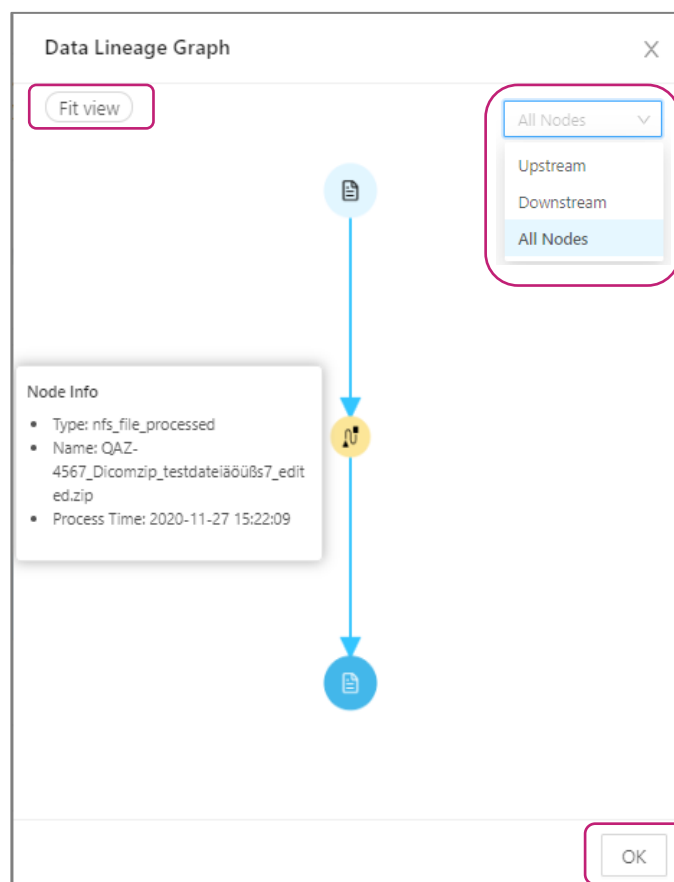 Data Lineage Graph
Fit view
All Nodes
Upstream
Downstream
All Nodes
Node Info
• Type: nfs_file_processed
• Name: QAZ-
4567_Dicomzip_testdateiäöüßs7_edit
ed.zip
• Process Time: 2020-11-27 15:22:09
OK